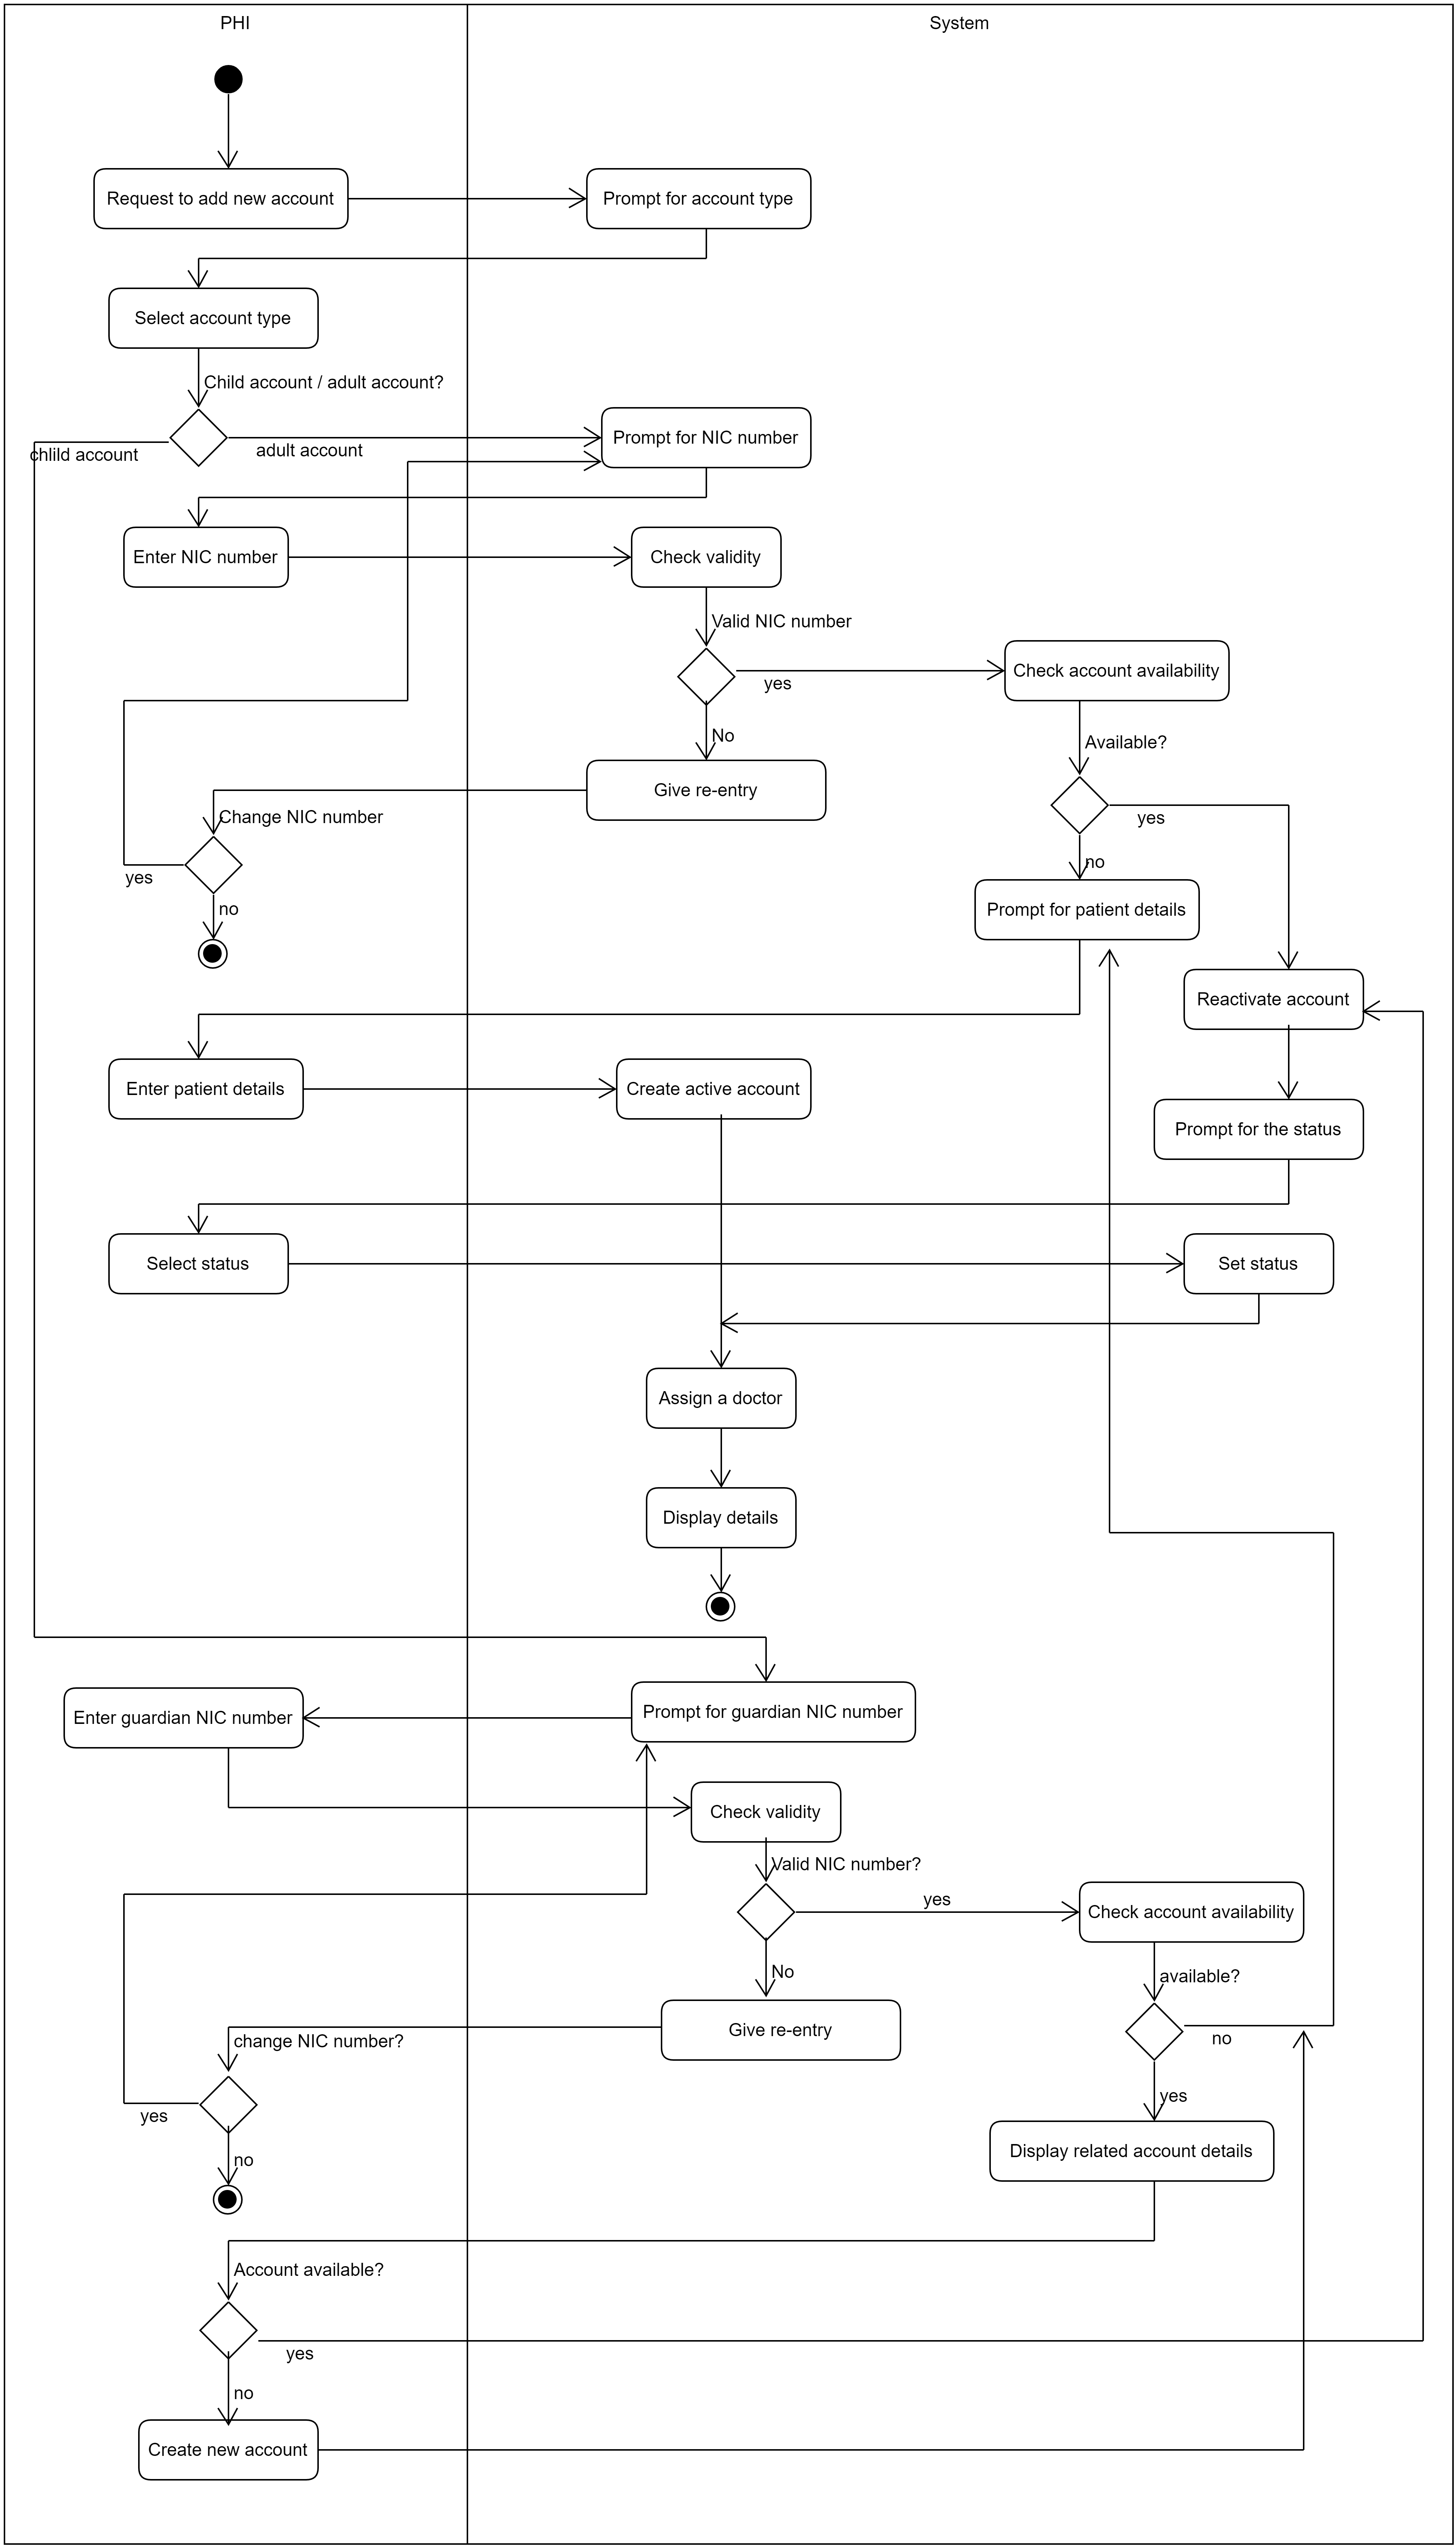 PHI
System
Request to add new account
Prompt for account type
Select account type
Child account / adult account?
chlild account
adult account
Prompt for NIC number
Enter NIC number
Check validity
Valid NIC number
yes
Check account availability
No
Available?
Give re-entry
Change NIC number
yes
yes
no
no
Prompt for patient details
Reactivate account
Enter patient details
Create active account
Prompt for the status
Select status
Set status
Assign a doctor
Display details
Enter guardian NIC number
Prompt for guardian NIC number
Check validity
Valid NIC number?
yes
Check account availability
No
available?
Give re-entry
change NIC number?
no
yes
yes
no
Display related account details
Account available?
yes
no
Create new account